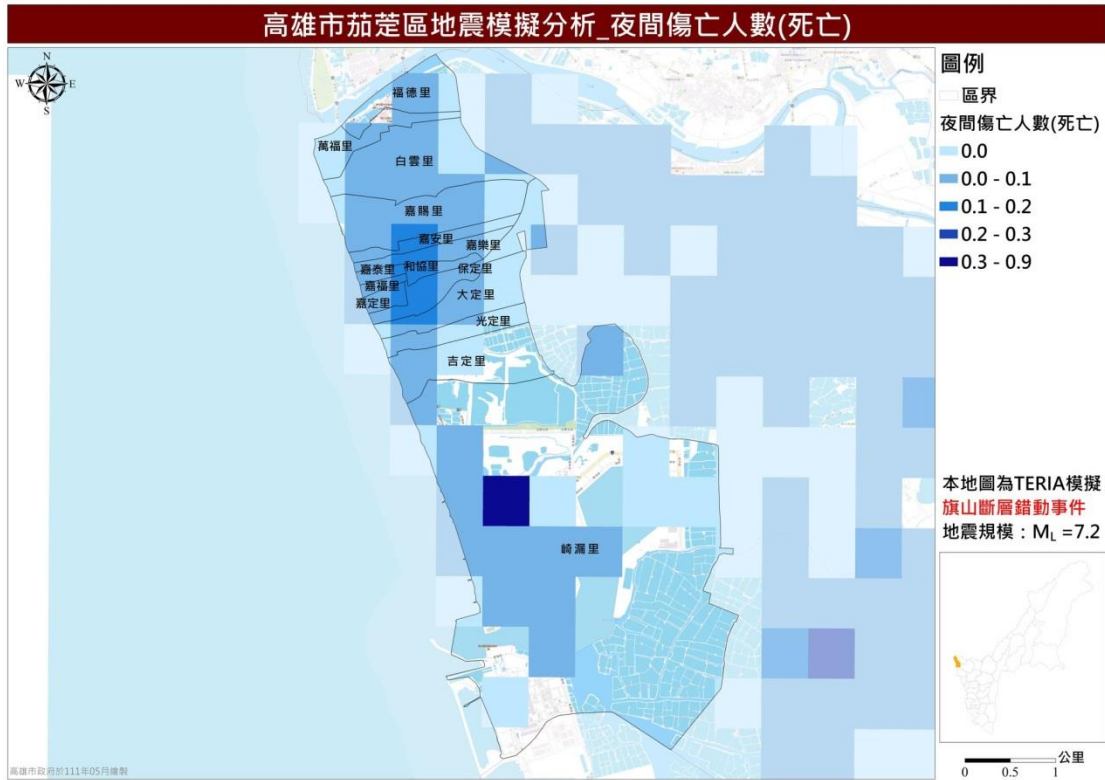 高雄市茄萣區地震模擬分析_夜間傷亡人數(死亡)
N
W
E
S
福德里
萬福里
白雲里
嘉賜里
嘉安里
嘉樂里
嘉泰里
和協里
保定里
嘉福里
大定里
嘉定里
光定里
吉定里
崎漏里
圖例
區界
夜間傷亡人數(死亡)
0.0
0.0 - 0.1
0.1 - 0.2
0.2 - 0.3
0.3 - 0.9
本地圖為TERIA模擬
旗山斷層錯動事件
地震規模：ML =7.2
公里
0 0.5 1
高雄市政府於111年05月繪製